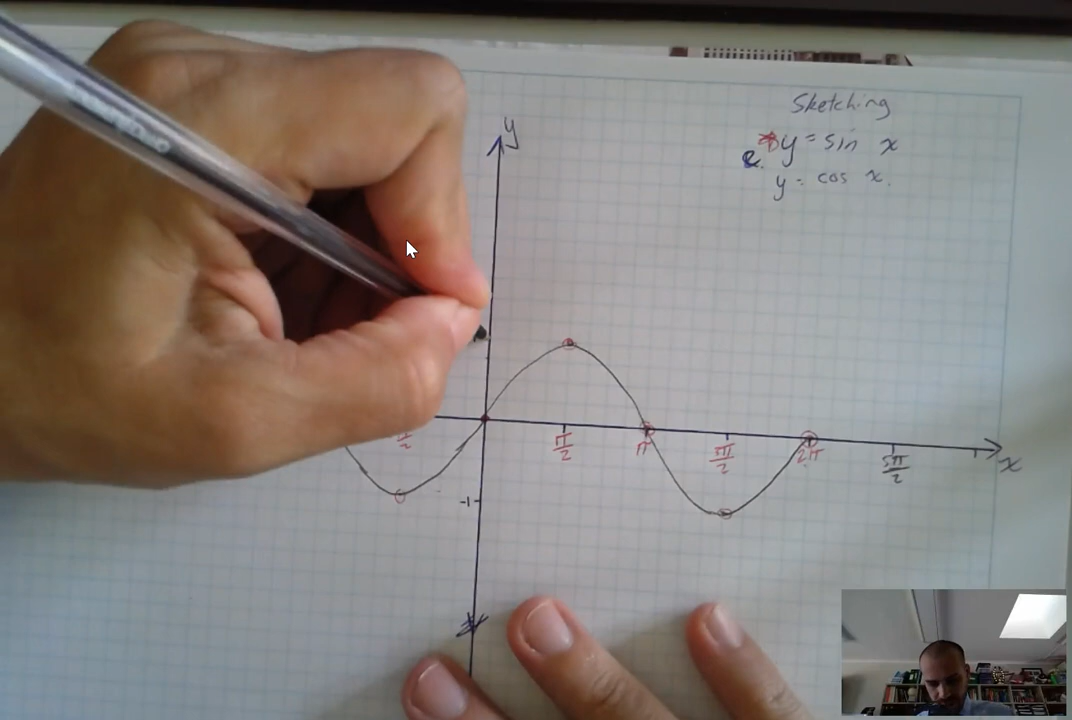 Sketching
y = sin x
&. y = cos x.
y
π/2
π
3π/2
2π
5π/2
x
-1